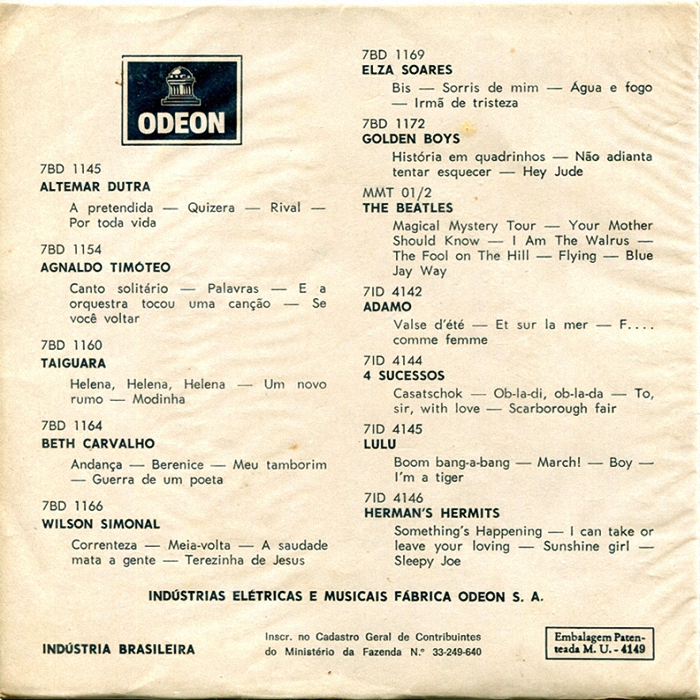 ODEON
7BD 1145
ALTEMAR DUTRA
A pretendida — Quizera — Rival —
Por toda vida
7BD 1154
AGNALDO TIMÓTEO
Canto solitário — Palavras — E a
orquestra tocou uma canção — Se
você voltar
7BD 1160
TAIGUARA
Helena, Helena, Helena — Um novo
rumo — Modinha
7BD 1164
BETH CARVALHO
Andança — Berenice — Meu tamborim
— Guerra de um poeta
7BD 1166
WILSON SIMONAL
Correnteza — Meia-volta — A saudade
mata a gente — Terezinha de Jesus
7BD 1169
ELZA SOARES
Bis — Sorris de mim — Água e fogo
— Irmã de tristeza
7BD 1172
GOLDEN BOYS
História em quadrinhos — Não adianta
tentar esquecer — Hey Jude
MMT 01/2
THE BEATLES
Magical Mystery Tour — Your Mother
Should Know — I Am The Walrus —
The Fool on The Hill — Flying — Blue
Jay Way
7ID 4142
ADAMO
Valse d'été — Et sur la mer — F....
comme femme
7ID 4144
4 SUCESSOS
Casatschok — Ob-la-di, ob-la-da — To,
sir, with love — Scarborough fair
7ID 4145
LULU
Boom bang-a-bang — March! — Boy —
I'm a tiger
7ID 4146
HERMAN'S HERMITS
Something's Happening — I can take or
leave your loving — Sunshine girl —
Sleepy Joe
INDÚSTRIAS ELÉTRICAS E MUSICAIS FÁBRICA ODEON S. A.
INDÚSTRIA BRASILEIRA
Inscr. no Cadastro Geral de Contribuintes
do Ministério da Fazenda N.º 33-249-640
Embalagem Paten-
teada M. U. - 4149